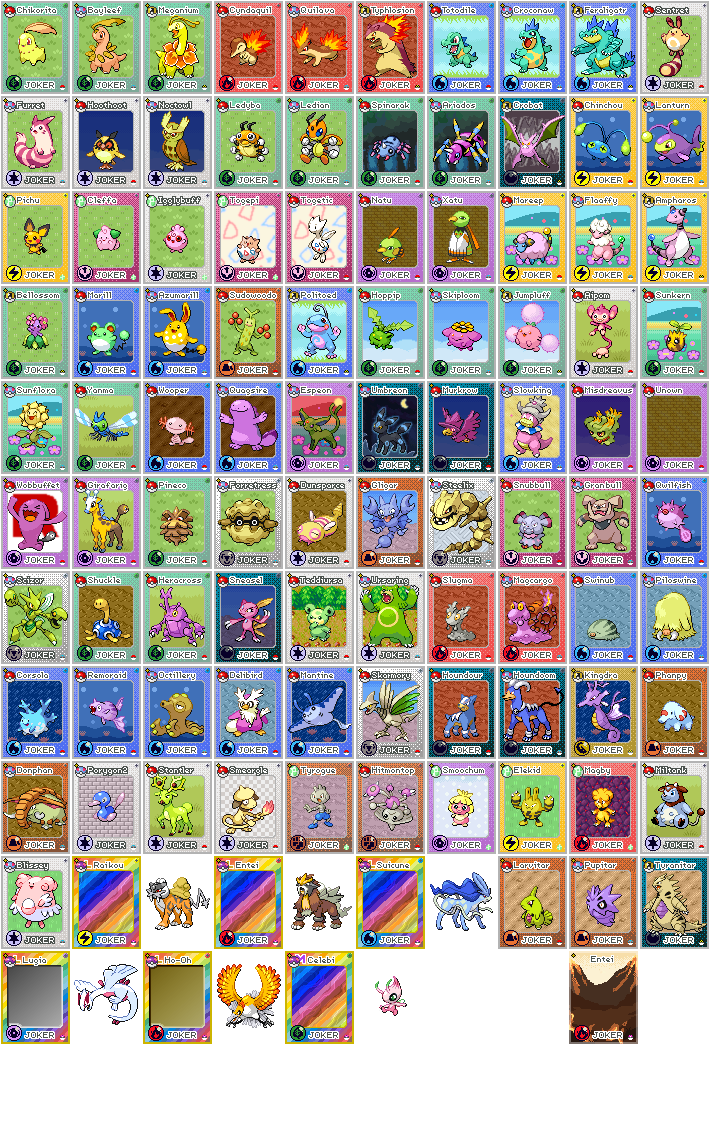 Chikorita Bayleef Meganium Cyndaquil Quilava Typhlosion Totodile Croconaw Feraligatr Sentret
JOKER JOKER JOKER JOKER JOKER JOKER JOKER JOKER JOKER JOKER
Furret Hoothoot Noctowl Ledyba Ledian Spinarak Ariados Crobat Chinchou Lanturn
JOKER JOKER JOKER JOKER JOKER JOKER JOKER JOKER JOKER JOKER
Pichu Cleffa Igglybuff Togepi Togetic Natu Xatu Mareep Flaaffy Ampharos
JOKER JOKER JOKER JOKER JOKER JOKER JOKER JOKER JOKER JOKER
Bellossom Marill Azumarill Sudowoodo Politoed Hoppip Skiploom Jumpluff Aipom Sunkern
JOKER JOKER JOKER JOKER JOKER JOKER JOKER JOKER JOKER JOKER
Sunflora Yanma Wooper Quagsire Espeon Umbreon Murkrow Slowking Misdreavus Unown
JOKER JOKER JOKER JOKER JOKER JOKER JOKER JOKER JOKER JOKER
Wobbuffet Girafarig Pineco Forretress Dunsparce Gligar Steelix Snubbull Granbull Qwilfish
JOKER JOKER JOKER JOKER JOKER JOKER JOKER JOKER JOKER JOKER
Scizor Shuckle Heracross Sneasel Teddiursa Ursaring Slugma Magcargo Swinub Piloswine
JOKER JOKER JOKER JOKER JOKER JOKER JOKER JOKER JOKER JOKER
Corsola Remoraid Octillery Delibird Mantine Skarmory Houndour Houndoom Kingdra Phanpy
JOKER JOKER JOKER JOKER JOKER JOKER JOKER JOKER JOKER JOKER
Donphan Porygon2 Stantler Smeargle Tyrogue Hitmontop Smoochum Elekid Magby Miltank
JOKER JOKER JOKER JOKER JOKER JOKER JOKER JOKER JOKER JOKER
Blissey Raikou Entei Suicune Larvitar Pupitar Tyranitar
JOKER JOKER JOKER JOKER JOKER JOKER JOKER
Lugia Ho-Oh Celebi Entei
JOKER JOKER JOKER JOKER